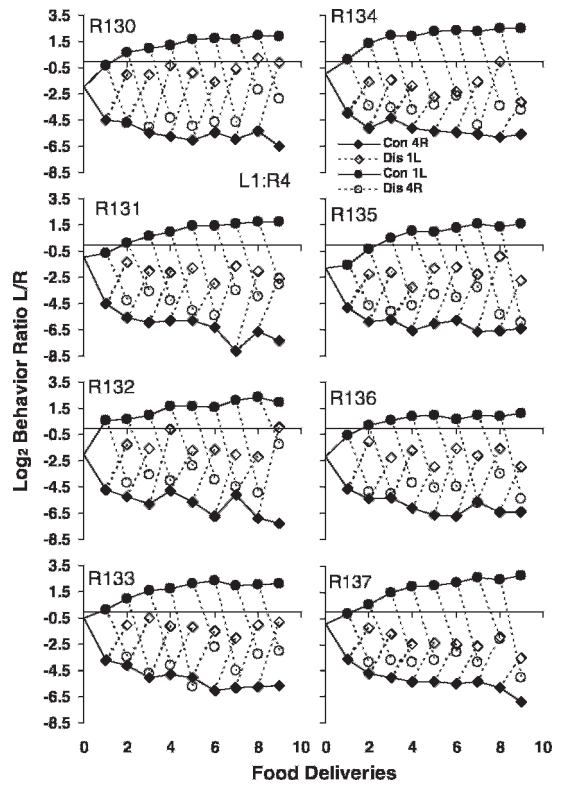 R130
3.5
1.5
-0.5
-2.5
-4.5
-6.5
-8.5
L1:R4
R134
Con 4R
Dis 1L
Con 1L
Dis 4R
R131
3.5
1.5
-0.5
-2.5
-4.5
-6.5
-8.5
R135
R132
3.5
1.5
-0.5
-2.5
-4.5
-6.5
-8.5
R136
R133
3.5
1.5
-0.5
-2.5
-4.5
-6.5
-8.5
R137
0 2 4 6 8 10 0 2 4 6 8 10
Log2 Behavior Ratio L/R
Food Deliveries